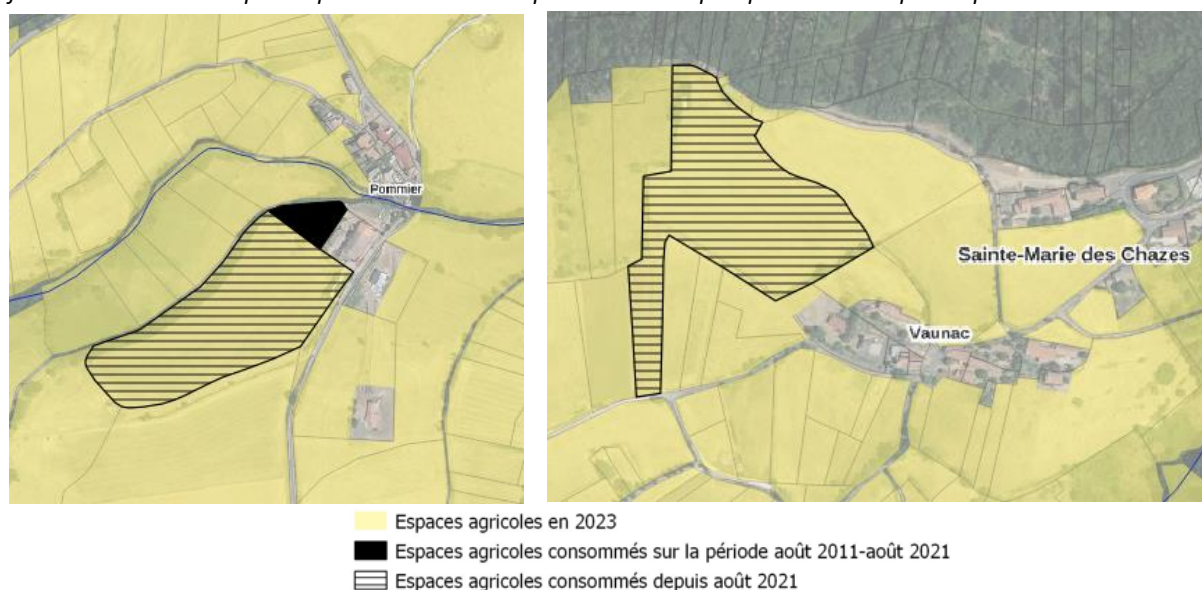 Pommier
Sainte-Marie des Chazes
Vaunac
Espaces agricoles en 2023
Espaces agricoles consommés sur la période août 2011-août 2021
Espaces agricoles consommés depuis août 2021